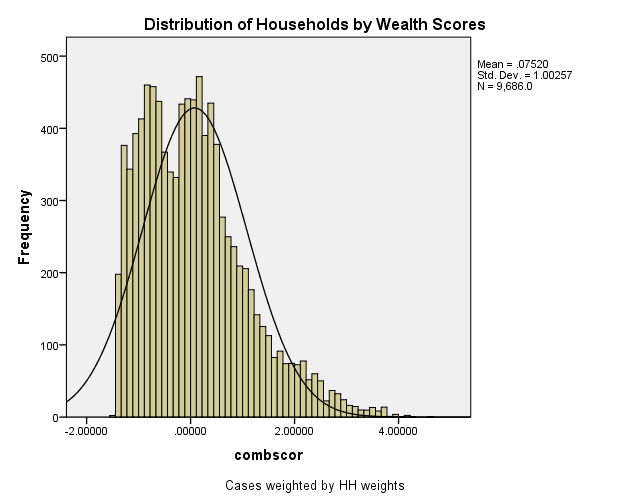 Distribution of Households by Wealth Scores
Mean = .07520
Std. Dev. = 1.00257
N = 9,686.0
500
400
300
200
100
0
Frequency
-2.00000 .00000 2.00000 4.00000
combscor
Cases weighted by HH weights